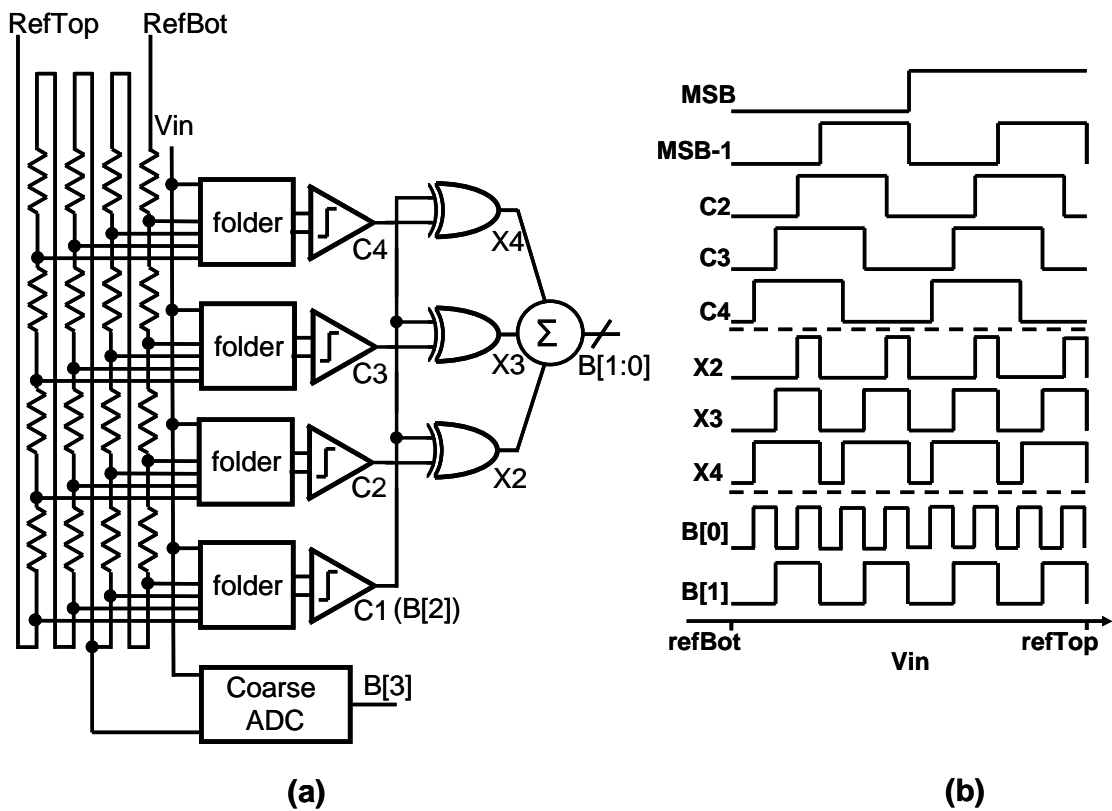 RefTop
RefBot
Vin
folder
C4
X4
folder
C3
X3
Σ
B[1:0]
folder
C2
X2
folder
C1 (B[2])
Coarse
ADC
B[3]
(a)
MSB
MSB-1
C2
C3
C4
X2
X3
X4
B[0]
B[1]
refBot
refTop
Vin
(b)